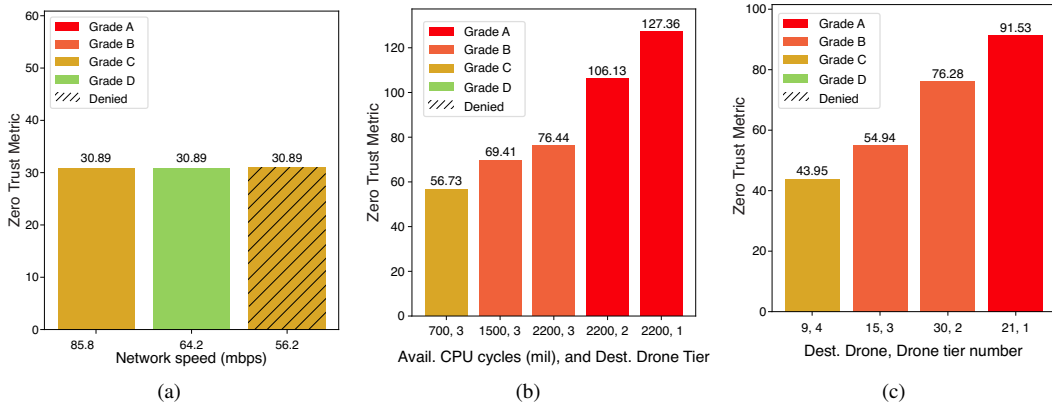 60
50
40
30
20
10
0
Zero Trust Metric
Grade A
Grade B
Grade C
Grade D
Denied
30.89
30.89
30.89
85.8
64.2
56.2
Network speed (mbps)
(a)
120
100
80
60
40
20
0
Zero Trust Metric
Grade A
Grade B
Grade C
Grade D
Denied
56.73
69.41
76.44
106.13
127.36
700, 3
1500, 3
2200, 3
2200, 2
2200, 1
Avail. CPU cycles (mil), and Dest. Drone Tier
(b)
100
80
60
40
20
0
Zero Trust Metric
Grade A
Grade B
Grade C
Grade D
Denied
43.95
54.94
76.28
91.53
9, 4
15, 3
30, 2
21, 1
Dest. Drone, Drone tier number
(c)